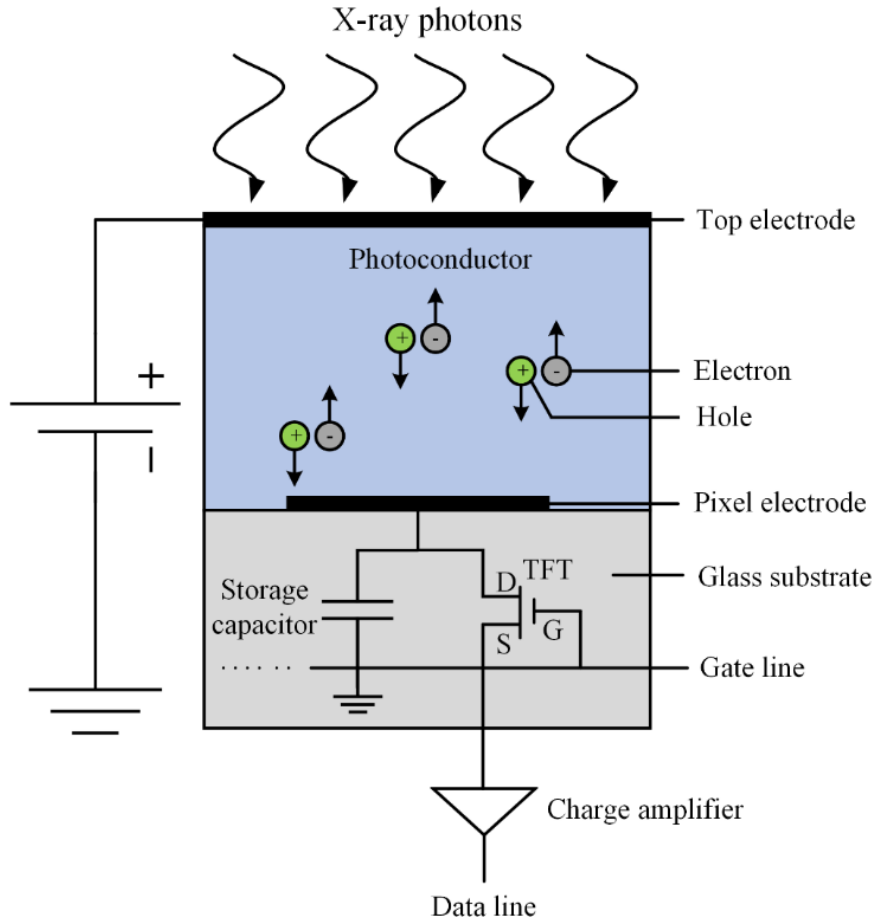 X-ray photons
Top electrode
Photoconductor
+ -
+ -
Electron
+
Hole
+ -
-
Pixel electrode
D TFT
Glass substrate
Storage
capacitor
S G
Gate line
Charge amplifier
Data line